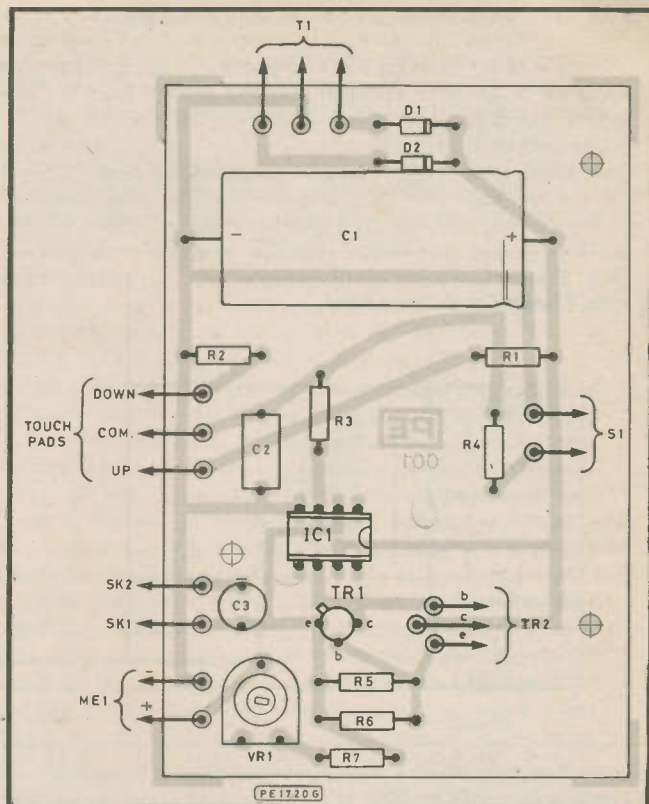 T1
D1
D2
- C1 +
R2 R1
DOWN
TOUCH PADS COM. R3 S1
C2 R4
PE
001
UP
IC1
SK2 TR1
C3 b
SK1 e c c TR2
b e
ME1 -
+
R5
R6
VR1 R7
PE1720G